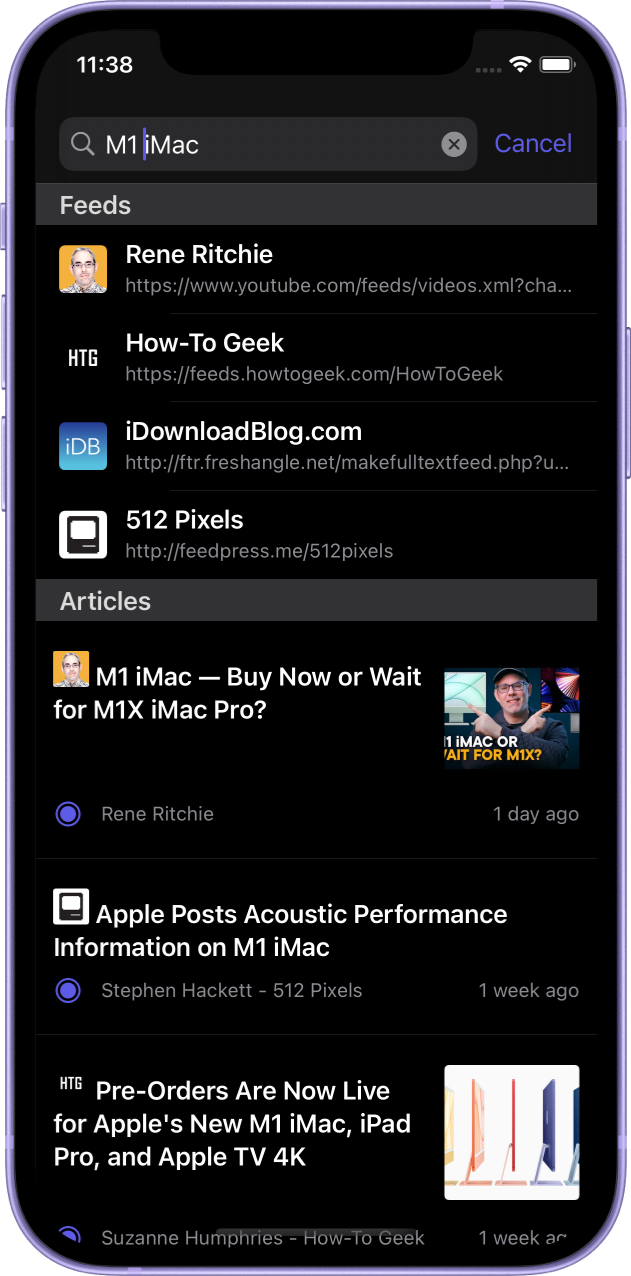 11:38
M1 iMac
Cancel
Feeds
Rene Ritchie
https://www.youtube.com/feeds/videos.xml?cha...
HTG
How-To Geek
https://feeds.howtogeek.com/HowToGeek
iDB
iDownloadBlog.com
http://ftr.freshangle.net/makefulltextfeed.php?u...
512 Pixels
http://feedpress.me/512pixels
Articles
M1 iMac — Buy Now or Wait
for M1X iMac Pro?
1 iMAC OR
AIT FOR M1X?
Rene Ritchie
1 day ago
Apple Posts Acoustic Performance
Information on M1 iMac
Stephen Hackett - 512 Pixels
1 week ago
HTG
Pre-Orders Are Now Live
for Apple's New M1 iMac, iPad
Pro, and Apple TV 4K
Suzanne Humphries - How-To Geek
1 week ag